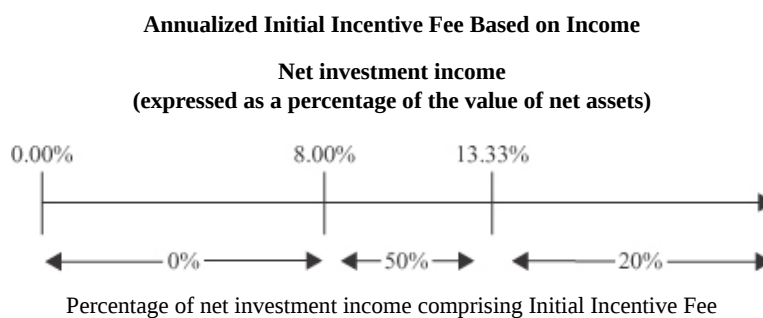 Annualized Initial Incentive Fee Based on Income
Net investment income
(expressed as a percentage of the value of net assets)
0.00% 8.00% 13.33%
0% 50% 20%
Percentage of net investment income comprising Initial Incentive Fee